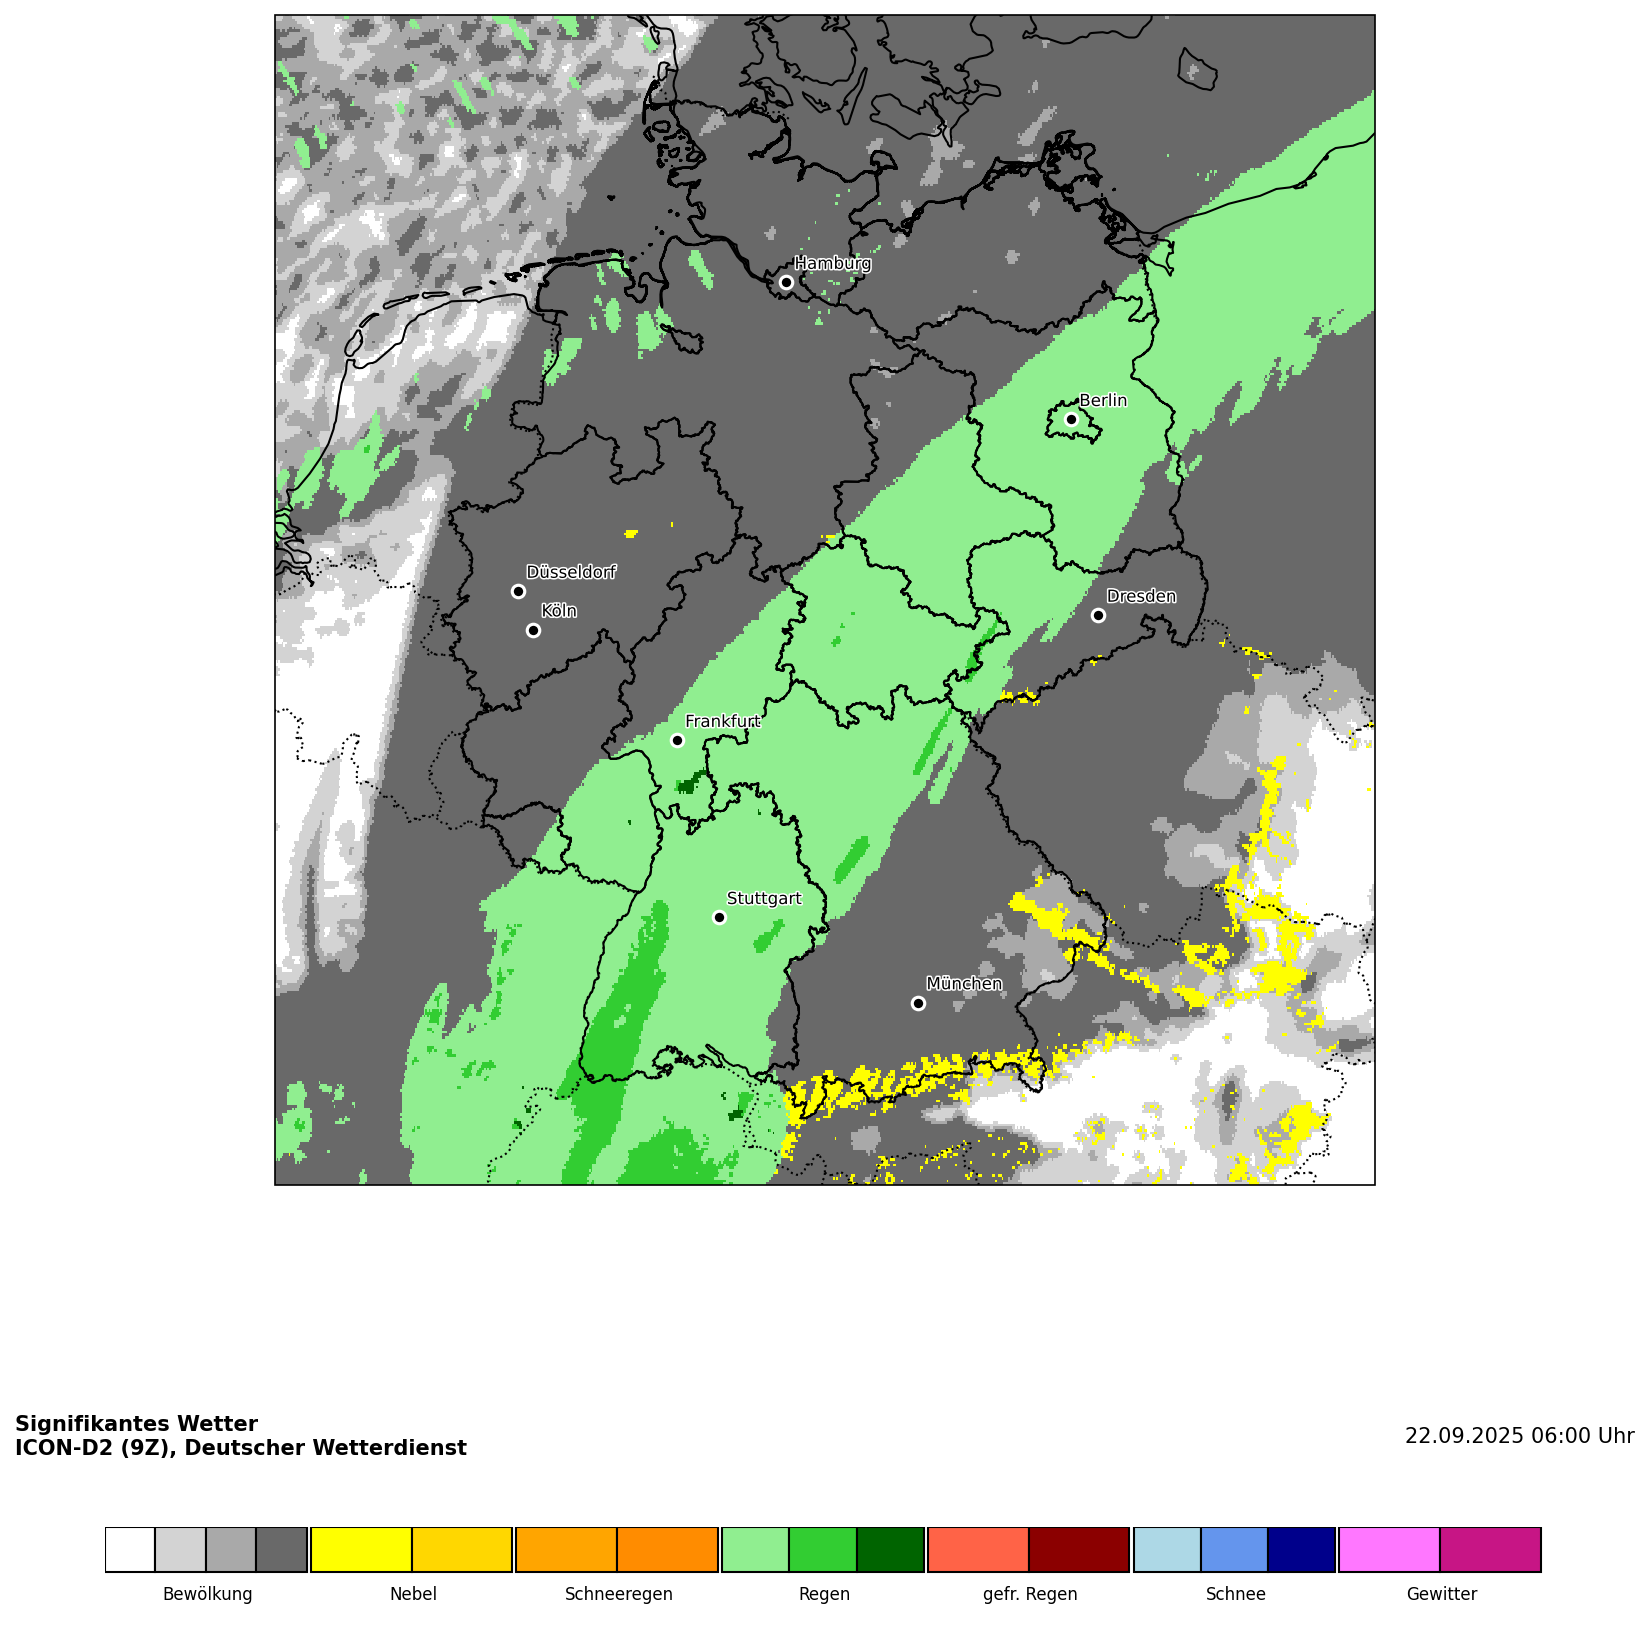 Hamburg
Berlin
Düsseldorf
Köln
Dresden
Frankfurt
Stuttgart
München
Signifikantes Wetter
ICON-D2 (9Z), Deutscher Wetterdienst
22.09.2025 06:00 Uhr
Bewölkung Nebel Schneeregen Regen gefr. Regen Schnee Gewitter